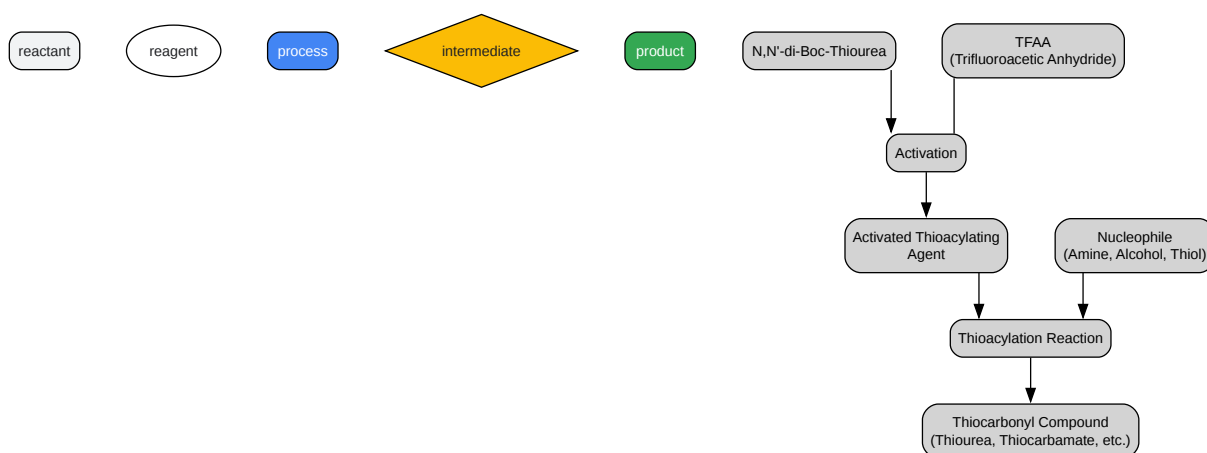 reactant
reagent
process
intermediate
product
N,N'-di-Boc-Thiourea
TFAA
(Trifluoroacetic Anhydride)
Activation
Activated Thioacylating
Agent
Nucleophile
(Amine, Alcohol, Thiol)
Thioacylation Reaction
Thiocarbonyl Compound
(Thiourea, Thiocarbamate, etc.)